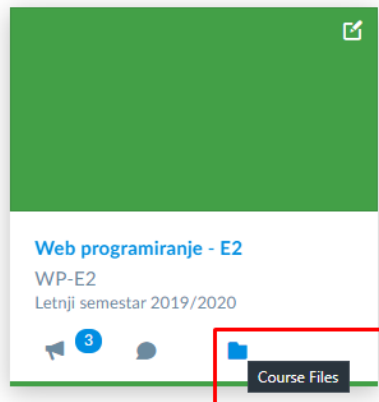 Web programiranje - E2
WP-E2
Letnji semestar 2019/2020
3
Course Files